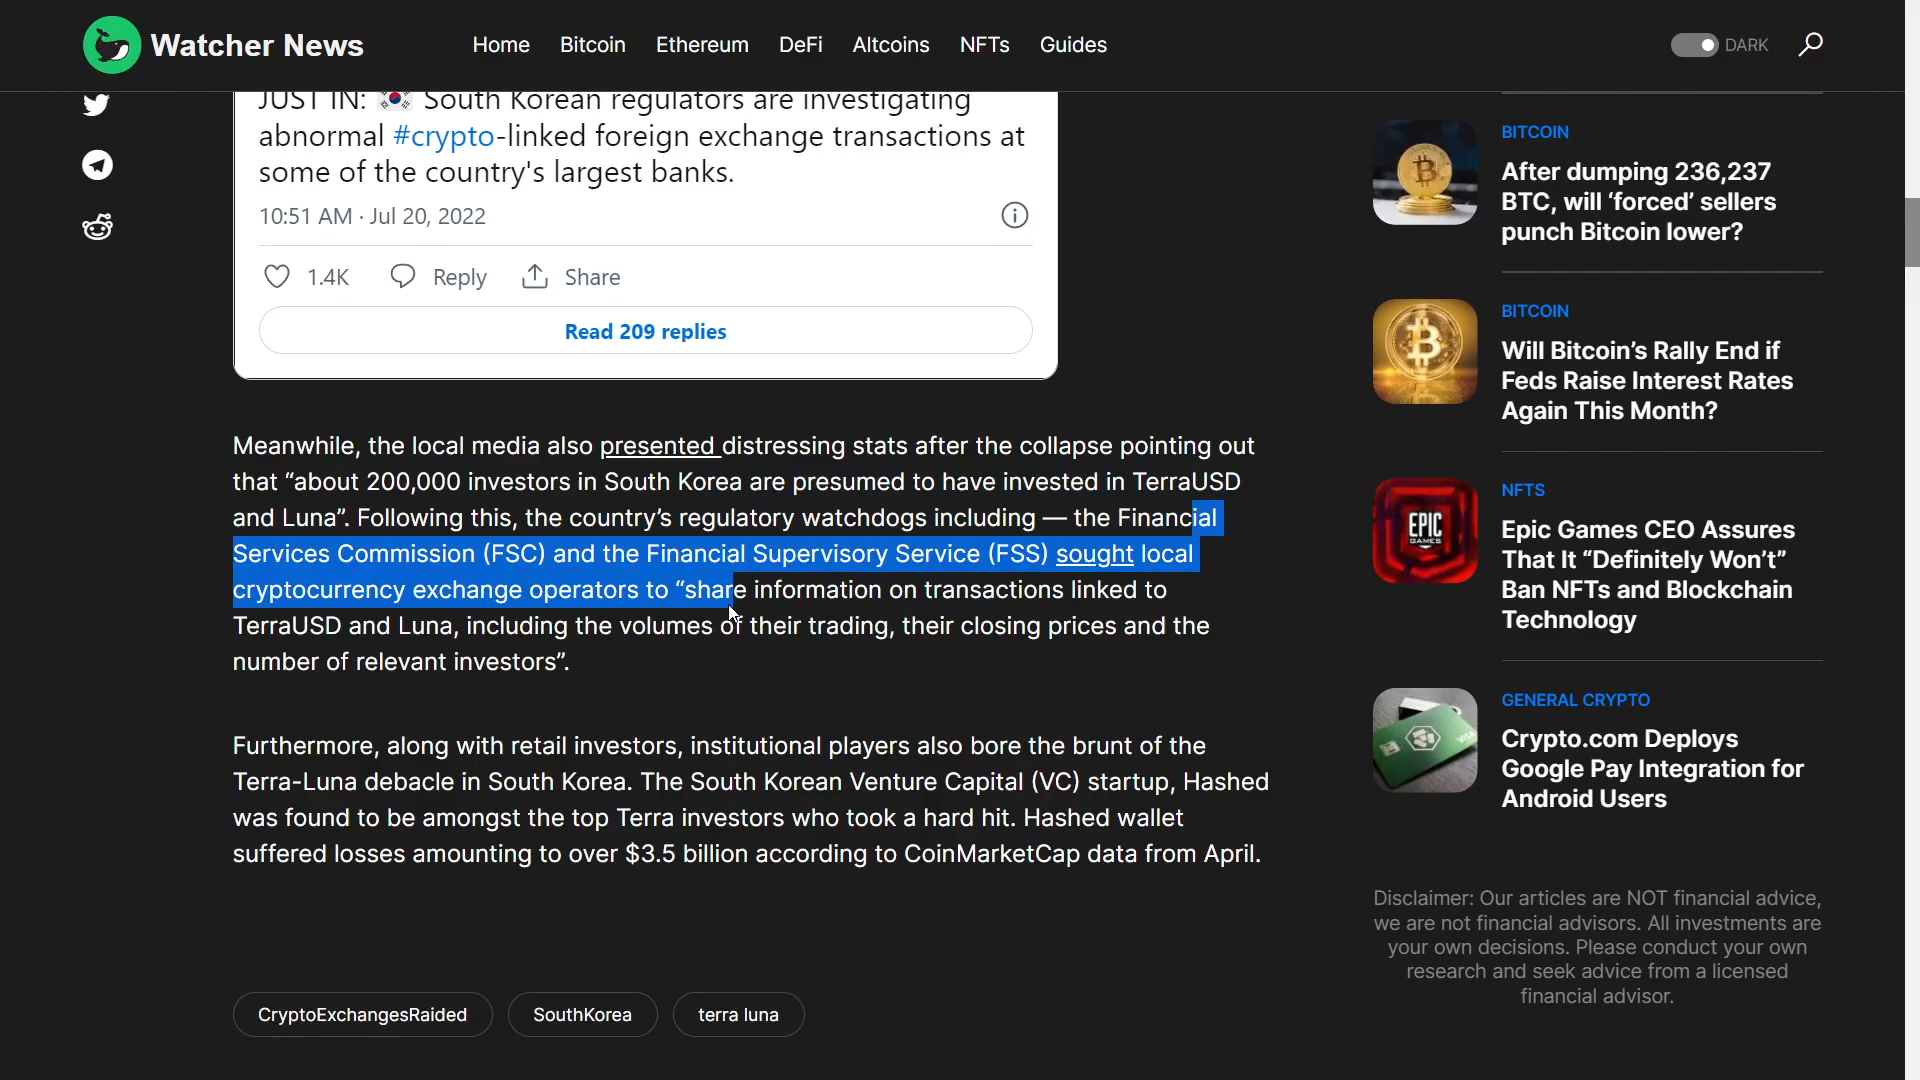 Watcher News
Home Bitcoin Ethereum DeFi Altcoins NFTs Guides
DARK
JUST IN: 🇰🇷 South Korean regulators are investigating
abnormal #crypto-linked foreign exchange transactions at
some of the country's largest banks.
10:51 AM · Jul 20, 2022
1.4K Reply Share
Read 209 replies
Meanwhile, the local media also presented distressing stats after the collapse pointing out
that “about 200,000 investors in South Korea are presumed to have invested in TerraUSD
and Luna”. Following this, the country’s regulatory watchdogs including — the Financial
Services Commission (FSC) and the Financial Supervisory Service (FSS) sought local
cryptocurrency exchange operators to “share information on transactions linked to
TerraUSD and Luna, including the volumes of their trading, their closing prices and the
number of relevant investors”.
Furthermore, along with retail investors, institutional players also bore the brunt of the
Terra-Luna debacle in South Korea. The South Korean Venture Capital (VC) startup, Hashed
was found to be amongst the top Terra investors who took a hard hit. Hashed wallet
suffered losses amounting to over $3.5 billion according to CoinMarketCap data from April.
CryptoExchangesRaided SouthKorea terra luna
BITCOIN
After dumping 236,237
BTC, will ‘forced’ sellers
punch Bitcoin lower?
BITCOIN
Will Bitcoin’s Rally End if
Feds Raise Interest Rates
Again This Month?
EPIC
GAMES
NFTS
Epic Games CEO Assures
That It “Definitely Won’t”
Ban NFTs and Blockchain
Technology
VISA
GENERAL CRYPTO
Crypto.com Deploys
Google Pay Integration for
Android Users
Disclaimer: Our articles are NOT financial advice,
we are not financial advisors. All investments are
your own decisions. Please conduct your own
research and seek advice from a licensed
financial advisor.